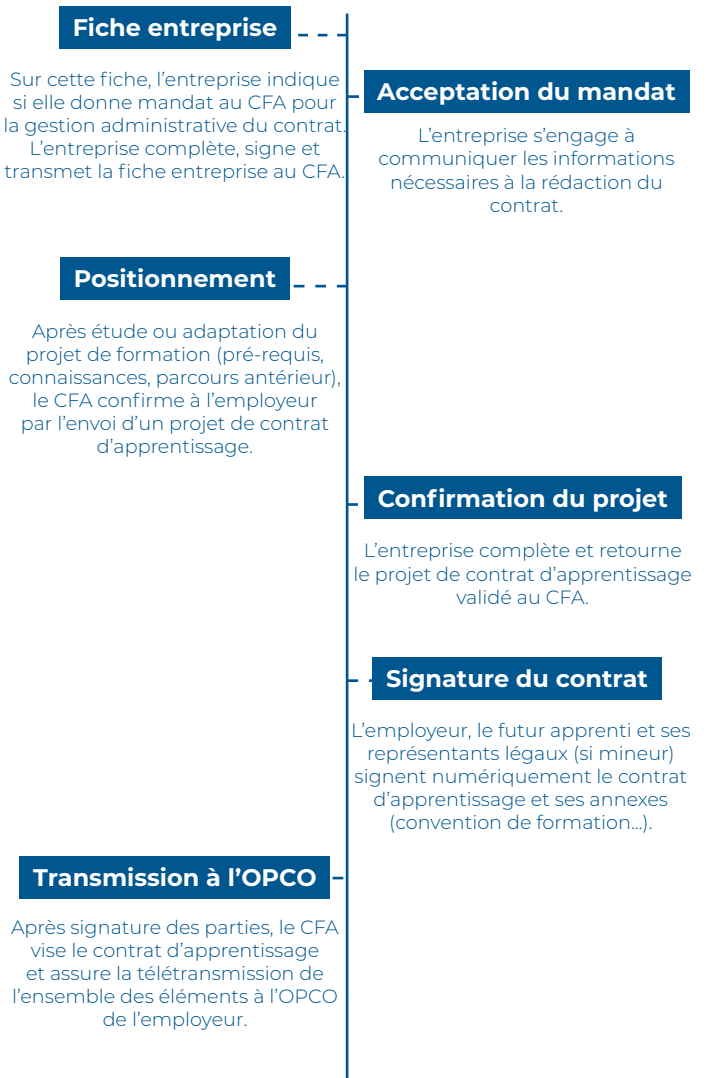 Fiche entreprise
Sur cette fiche, l’entreprise indique
si elle donne mandat au CFA pour
la gestion administrative du contrat.
L’entreprise complète, signe et
transmet la fiche entreprise au CFA.
Acceptation du mandat
L’entreprise s’engage à
communiquer les informations
nécessaires à la rédaction du
contrat.
Positionnement
Après étude ou adaptation du
projet de formation (pré-requis,
connaissances, parcours antérieur),
le CFA confirme à l’employeur
par l’envoi d’un projet de contrat
d’apprentissage.
Confirmation du projet
L’entreprise complète et retourne
le projet de contrat d’apprentissage
validé au CFA.
Signature du contrat
L’employeur, le futur apprenti et ses
représentants légaux (si mineur)
signent numériquement le contrat
d’apprentissage et ses annexes
(convention de formation...).
Transmission à l’OPCO
Après signature des parties, le CFA
vise le contrat d’apprentissage
et assure la télétransmission de
l’ensemble des éléments à l’OPCO
de l’employeur.